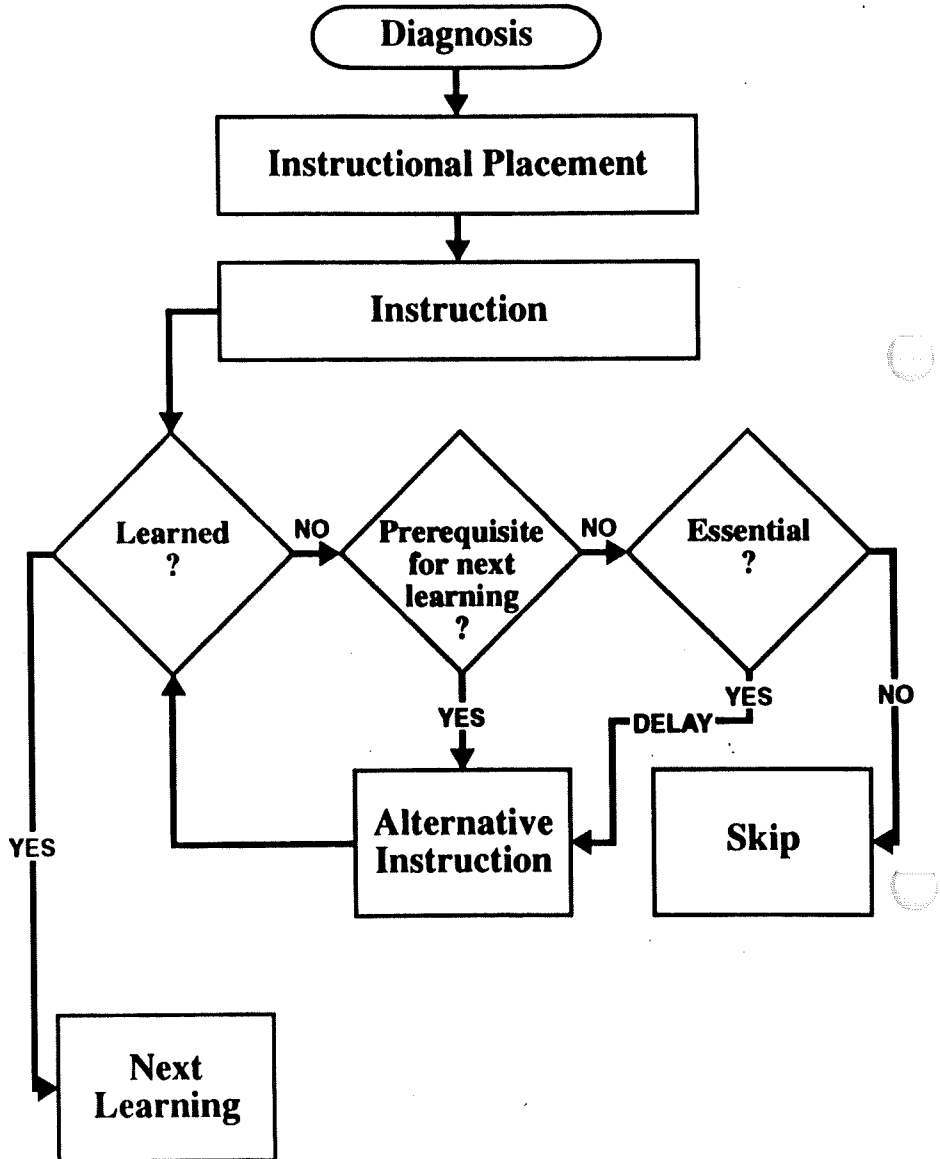 Diagnosis
Instructional Placement
Instruction
Learned
?
NO
Prerequisite
for next
learning
?
NO
Essential
?
YES
YES
NO
DELAY
Alternative
Instruction
Skip
YES
Next
Learning